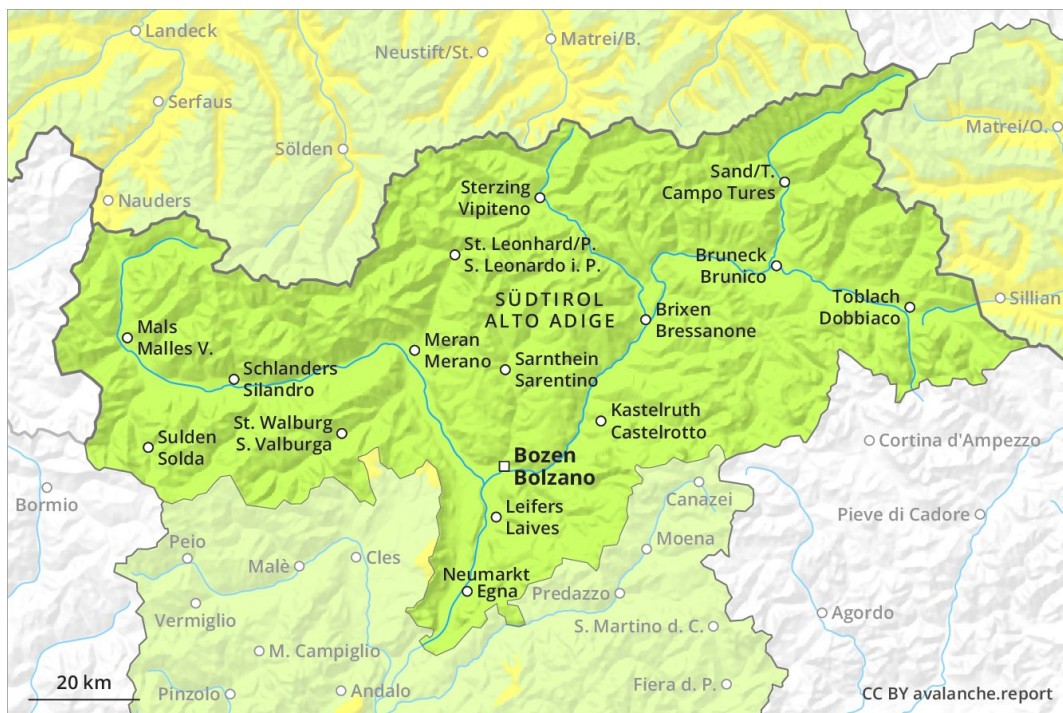 Landeck
Neustift/St.
Matrei/B.
Serfaus
Matrei/O.
Sölden
Sand/T.
Campo Tures
Sterzing
Vipiteno
Nauders
St. Leonhard/P.
S. Leonardo i. P.
Bruneck
Brunico
SÜDTIROL
ALTO ADIGE
Toblach
Dobbiaco
Sillian
Brixen
Bressanone
Mals
Malles V.
Meran
Merano
Sarnthein
Sarentino
Schlanders
Silandro
Kastelruth
Castelrotto
St. Walburg
S. Valburga
Sulden
Solda
Cortina d'Ampezzo
Bozen
Bolzano
Bormio
Canazei
Leifers
Laives
Pieve di Cadore
Peio
Moena
Malè
Cles
Neumarkt
Egna
Predazzo
Vermiglio
Agordo
S. Martino d. C.
M. Campiglio
20 km
Pinzolo
Andalo
Fiera d. P.
CC BY avalanche.report